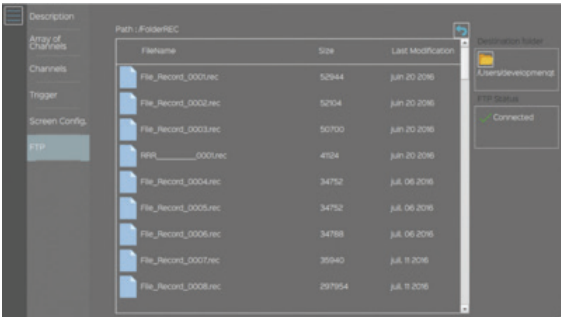 Description
Array of
Channels
Channels
Trigger
Screen Config.
FTP
Path :/FolderREC
FileName Size Last Modification
File_Record_0001.rec 52944 juin 20 2016
File_Record_0002.rec 52104 juin 20 2016
File_Record_0003.rec 50700 juin 20 2016
RRR_________0001.rec 41124 juin 20 2016
File_Record_0004.rec 34752 juil. 06 2016
File_Record_0005.rec 34752 juil. 06 2016
File_Record_0006.rec 34788 juil. 06 2016
File_Record_0007.rec 35940 juil. 11 2016
File_Record_0008.rec 297954 juil. 11 2016
Destination folder
/Users/developmenqt
FTP Status
Connected